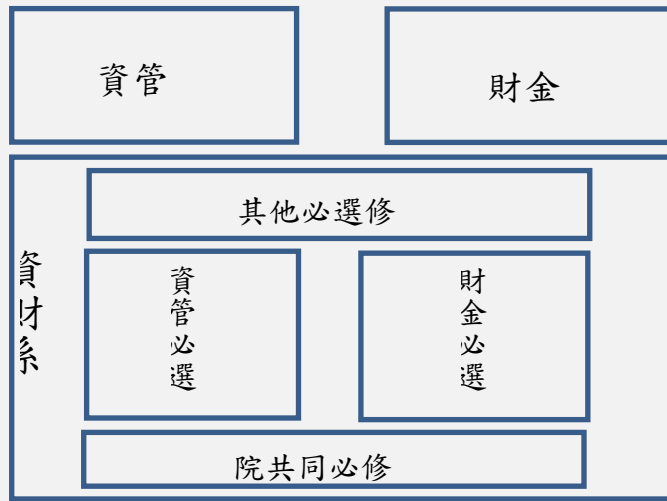 資管
財金
其他必選修
資財系
資管必選
財金必選
院共同必修